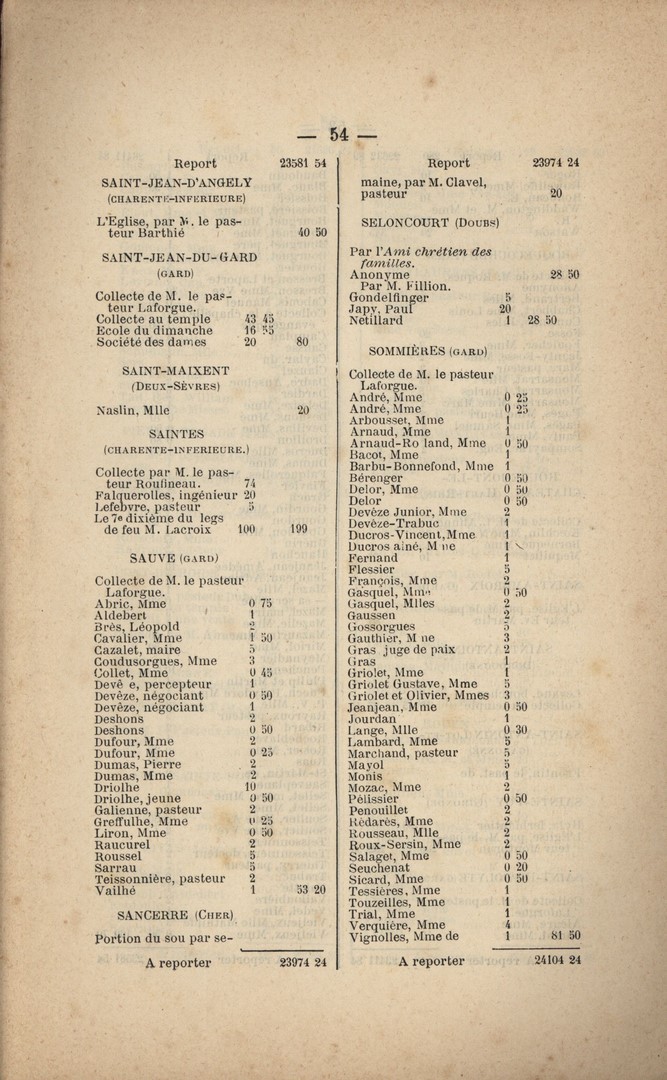 — 54 —
Report 23581 54
SAINT-JEAN-D'ANGELY
(CHARENTE-INFERIEURE)
L'Eglise, par M. le pas-
teur Barthié 40 50
SAINT-JEAN-DU-GARD
(GARD)
Collecte de M. le pas-
teur Laforgue.
Collecte au temple 43 45
Ecole du dimanche 16 55
Société des dames 20 80
SAINT-MAIXENT
(DEUX-SÈVRES)
Naslin, Mlle 20
SAINTES
(CHARENTE-INFERIEURE.)
Collecte par M. le pas-
teur Roufineau. 74
Falquerolles, ingénieur 20
Lefebvre, pasteur 5
Le 7e dixième du legs
de feu M. Lacroix 100 199
SAUVE (GARD)
Collecte de M. le pasteur
Laforgue.
Abric, Mme 0 75
Aldebert 1
Brès, Léopold 2
Cavalier, Mme 1 50
Cazalet, maire 5
Coudusorgues, Mme 3
Collet, Mme 0 45
Devè e, percepteur 1
Devèze, négociant 0 50
Devèze, négociant 1
Deshons 2
Deshons 0 50
Dufour, Mme 2
Dufour, Mme 0 25
Dumas, Pierre 2
Dumas, Mme 2
Driolhe 10
Driolhe, jeune 0 50
Galienne, pasteur 2
Greffulhe, Mme 0 25
Liron, Mme 0 50
Raucurel 2
Roussel 5
Sarrau 5
Teissonnière, pasteur 2
Vailhé 1 53 20
SANCERRE (CHER)
Portion du sou par se-
A reporter 23974 24
Report 23974 24
maine, par M. Clavel,
pasteur 20
SELONCOURT (DOUBS)
Par l'Ami chrétien des
familles.
Anonyme 28 50
Par M. Fillion.
Gondelfinger 5
Japy, Paul 20
Netillard 1 28 50
SOMMIÈRES (GARD)
Collecte de M. le pasteur
Laforgue.
André, Mme 0 25
André, Mme 0 25
Arbousset, Mme 1
Arnaud, Mme 1
Arnaud-Ro land, Mme 0 50
Bacot, Mme 1
Barbu-Bonnefond, Mme 1
Bérenger 0 50
Delor, Mme 0 50
Delor 0 50
Devèze Junior, Mme 2
Devèze-Trabuc 1
Ducros-Vincent, Mme 1
Ducros aîné, M ne 1
Fernand 1
Flessier 5
François, Mme 2
Gasquel, Mme 0 50
Gasquel, Mlles 2
Gaussen 2
Gossorgues 5
Gauthier, M ne 3
Gras juge de paix 2
Gras 1
Griolet, Mme 1
Griolet Gustave, Mme 5
Griolet et Olivier, Mmes 3
Jeanjean, Mme 0 50
Jourdan 1
Lange, Mlle 0 30
Lambard, Mme 5
Marchand, pasteur 5
Mayol 5
Monis 1
Mozac, Mme 2
Pélissier 0 50
Penouillet 2
Rédarès, Mme 2
Rousseau, Mlle 2
Roux-Sersin, Mme 2
Salaget, Mme 0 50
Seuchenat 0 20
Sicard, Mme 0 50
Tessières, Mme 1
Touzeilles, Mme 1
Trial, Mme 1
Verquière, Mme 4
Vignolles, Mme de 1 81 50
A reporter 24104 24